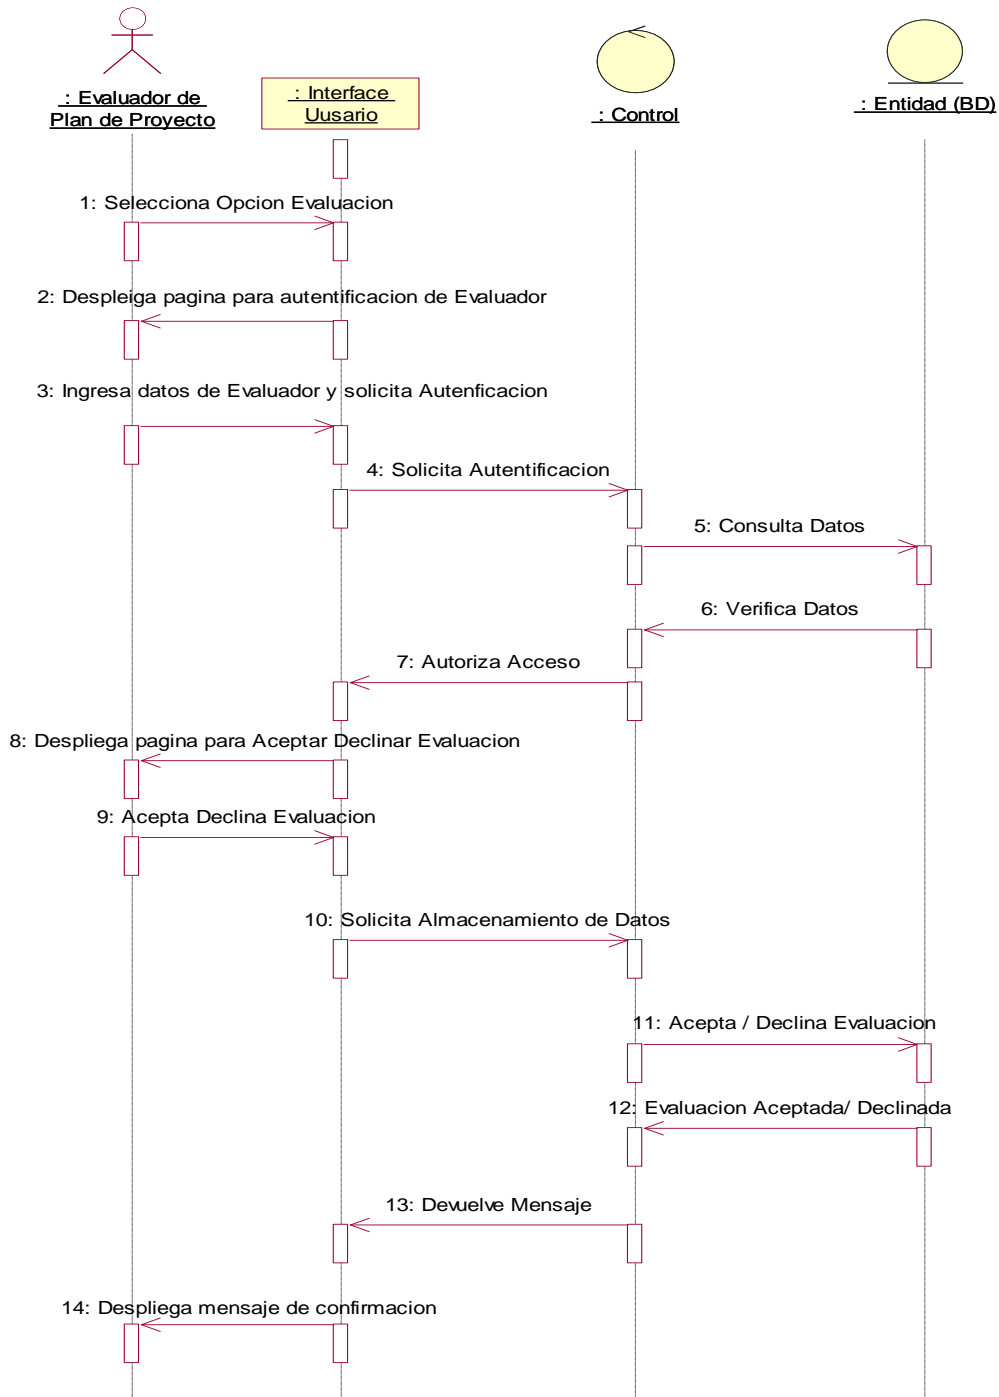 : Evaluador de
Plan de Proyecto
: Interface
Uusario
: Control
: Entidad (BD)
1: Selecciona Opcion Evaluacion
2: Despleiga pagina para autentificacion de Evaluador
3: Ingresa datos de Evaluador y solicita Autenficacion
4: Solicita Autentificacion
5: Consulta Datos
6: Verifica Datos
7: Autoriza Acceso
8: Despliega pagina para Aceptar Declinar Evaluacion
9: Acepta Declina Evaluacion
10: Solicita Almacenamiento de Datos
11: Acepta / Declina Evaluacion
12: Evaluacion Aceptada/ Declinada
13: Devuelve Mensaje
14: Despliega mensaje de confirmacion